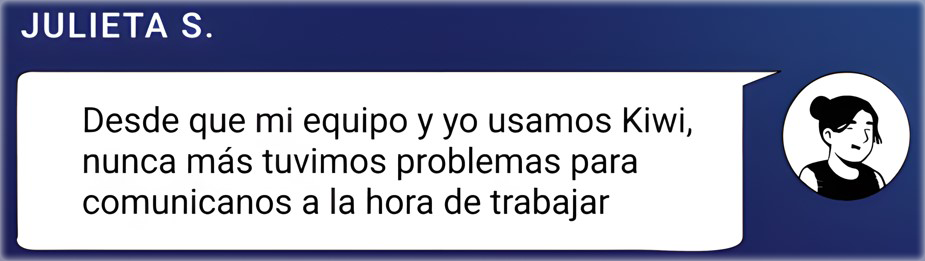 JULIETA S.
Desde que mi equipo y yo usamos Kiwi,
nunca más tuvimos problemas para
comunicanos a la hora de trabajar